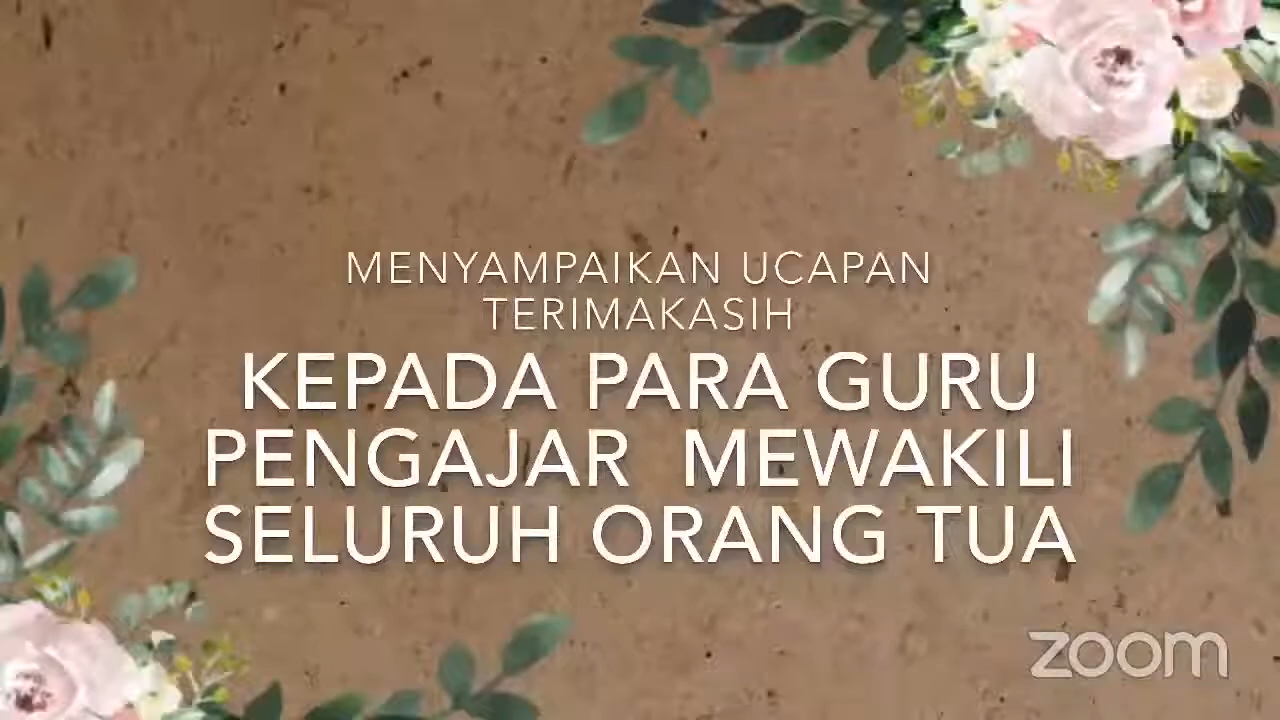 MENYAMPAIKAN UCAPAN
TERIMAKASIH
KEPADA PARA GURU
PENGAJAR MEWAKILI
SELURUH ORANG TUA
zoom